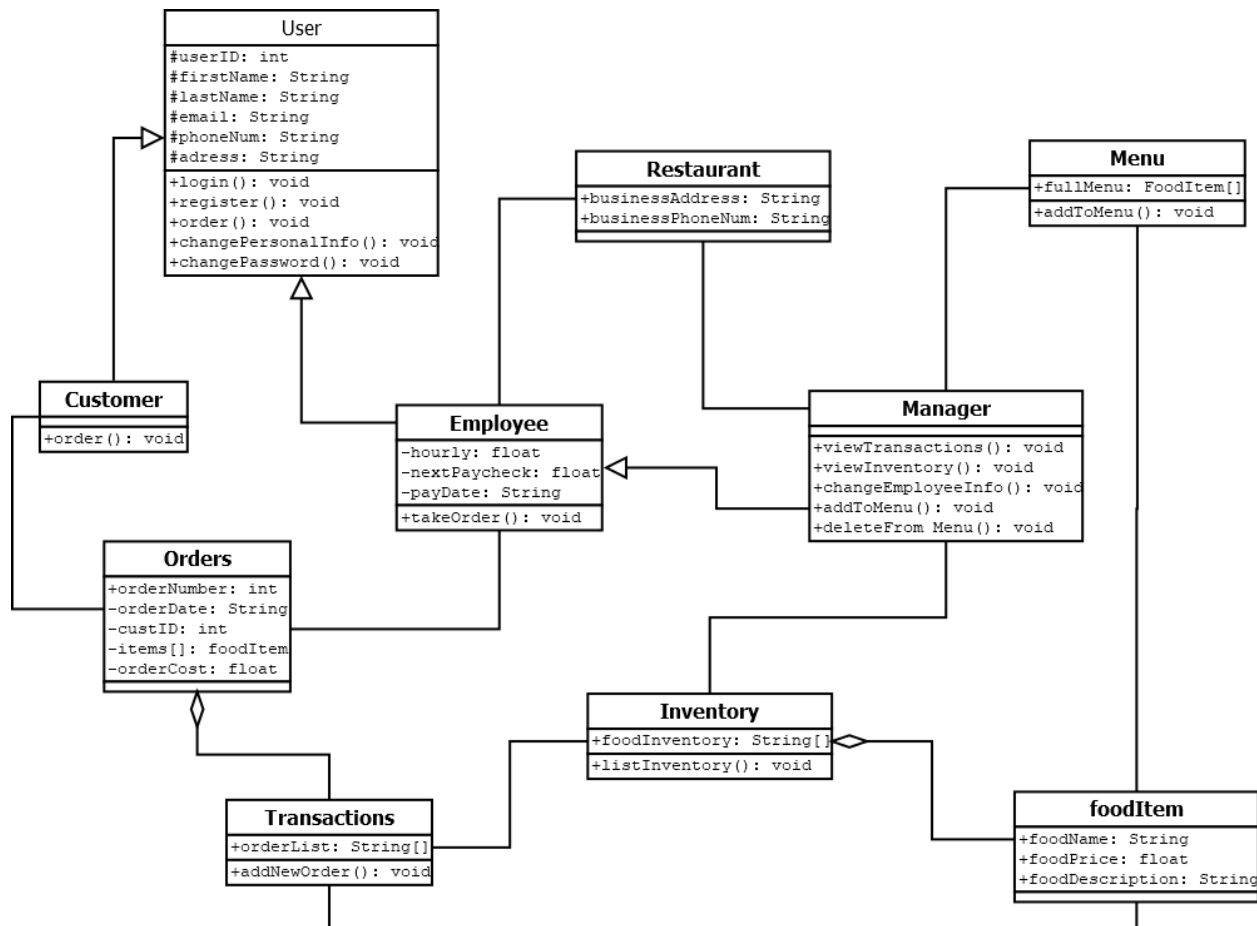 User
#userID: int
#firstName: String
#lastName: String
#email: String
#phoneNum: String
#adress: String
+login(): void
+register(): void
+order(): void
+changePersonalInfo(): void
+changePassword(): void
Restaurant
+businessAddress: String
+businessPhoneNum: String
Menu
+fullMenu: FoodItem[]
+addToMenu(): void
Customer
+order(): void
Employee
-hourly: float
-nextPaycheck: float
-payDate: String
+takeOrder(): void
Manager
+viewTransactions(): void
+viewInventory(): void
+changeEmployeeInfo(): void
+addToMenu(): void
+deleteFrom Menu(): void
Orders
+orderNumber: int
-orderDate: String
-custID: int
-items[]: foodItem
-orderCost: float
Inventory
+foodInventory: String[]
+listInventory(): void
Transactions
+orderList: String[]
+addNewOrder(): void
foodItem
+foodName: String
+foodPrice: float
+foodDescription: String